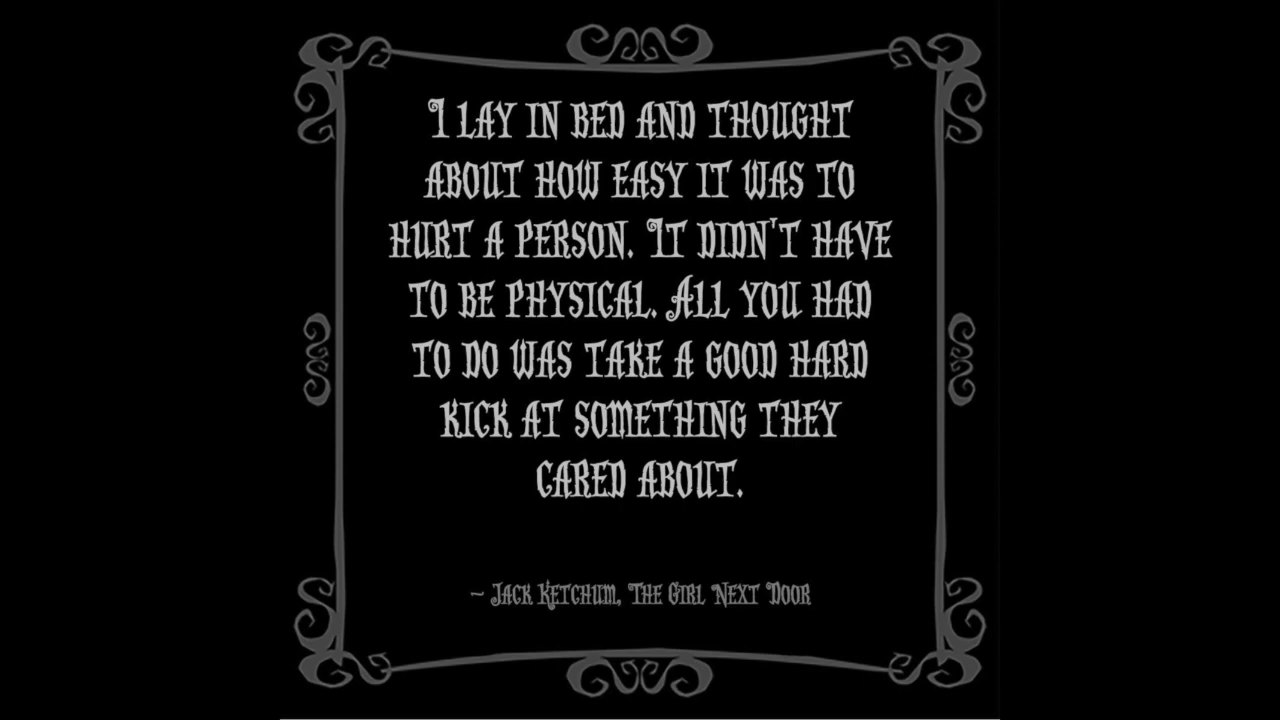 I lay in bed and thought
about how easy it was to
hurt a person. It didn't have
to be physical. All you had
to do was take a good hard
kick at something they
cared about.
~ Jack Ketchum, The Girl Next Door